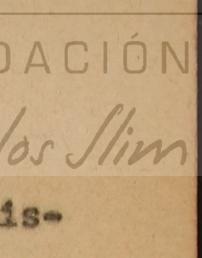 DACIÓN
los Slim
is-